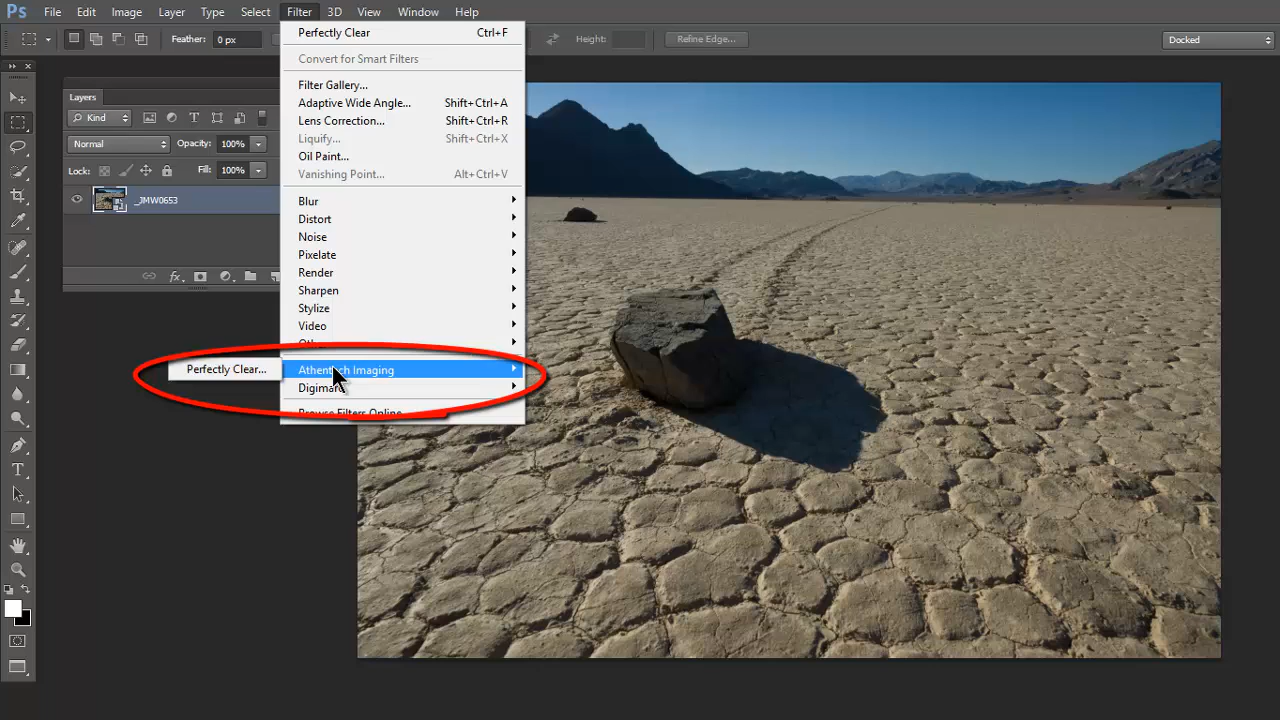 Ps File Edit Image Layer Type Select Filter 3D View Window Help
Feather: 0 px Height: Refine Edge... Docked
Layers
Kind
Normal Opacity: 100%
Lock: Fill: 100%
_JMW0653
Perfectly Clear Ctrl+F
Convert for Smart Filters
Filter Gallery...
Adaptive Wide Angle... Shift+Ctrl+A
Lens Correction... Shift+Ctrl+R
Liquify... Shift+Ctrl+X
Oil Paint...
Vanishing Point... Alt+Ctrl+V
Blur
Distort
Noise
Pixelate
Render
Sharpen
Stylize
Video
Perfectly Clear... Athentech Imaging
Digimarc
Browse Filters Online